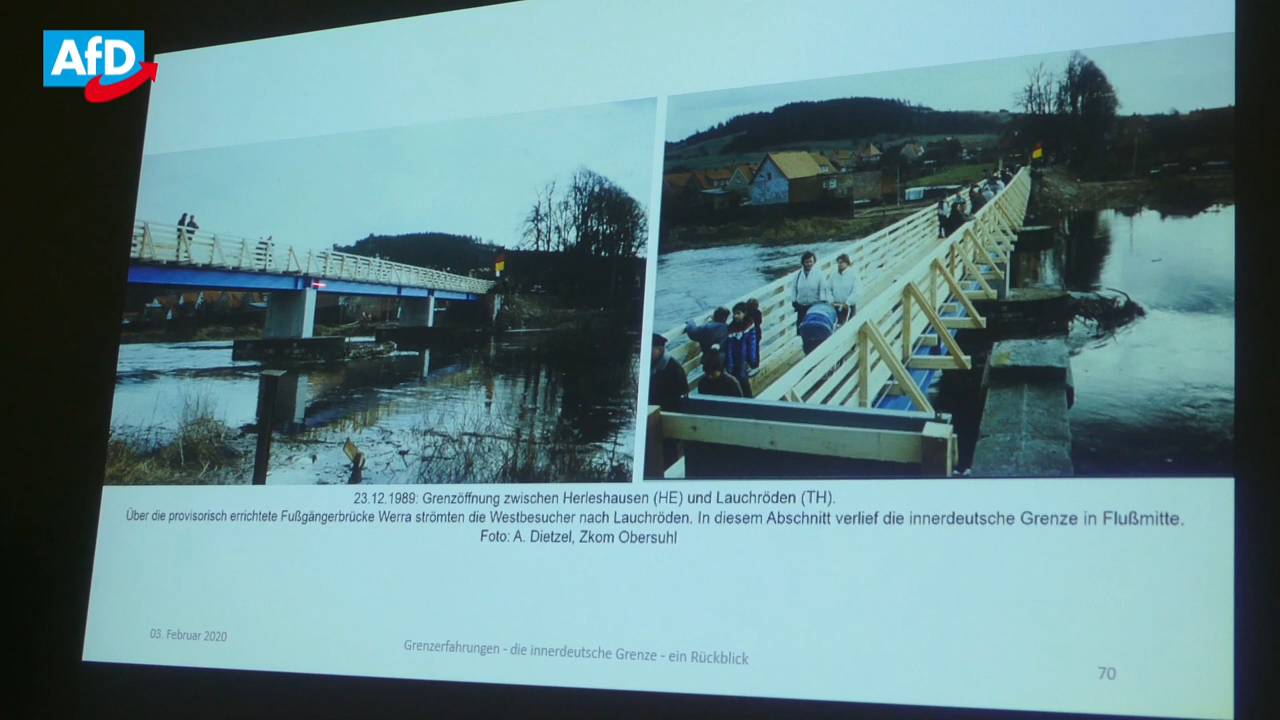 AfD
23.12.1989: Grenzöffnung zwischen Herleshausen (HE) und Lauchröden (TH).
Über die provisorisch errichtete Fußgängerbrücke Werra strömten die Westbesucher nach Lauchröden. In diesem Abschnitt verlief die innerdeutsche Grenze in Flußmitte.
Foto: A. Dietzel, Zkom Obersuhl
03. Februar 2020
Grenzerfahrungen - die innerdeutsche Grenze - ein Rückblick
70